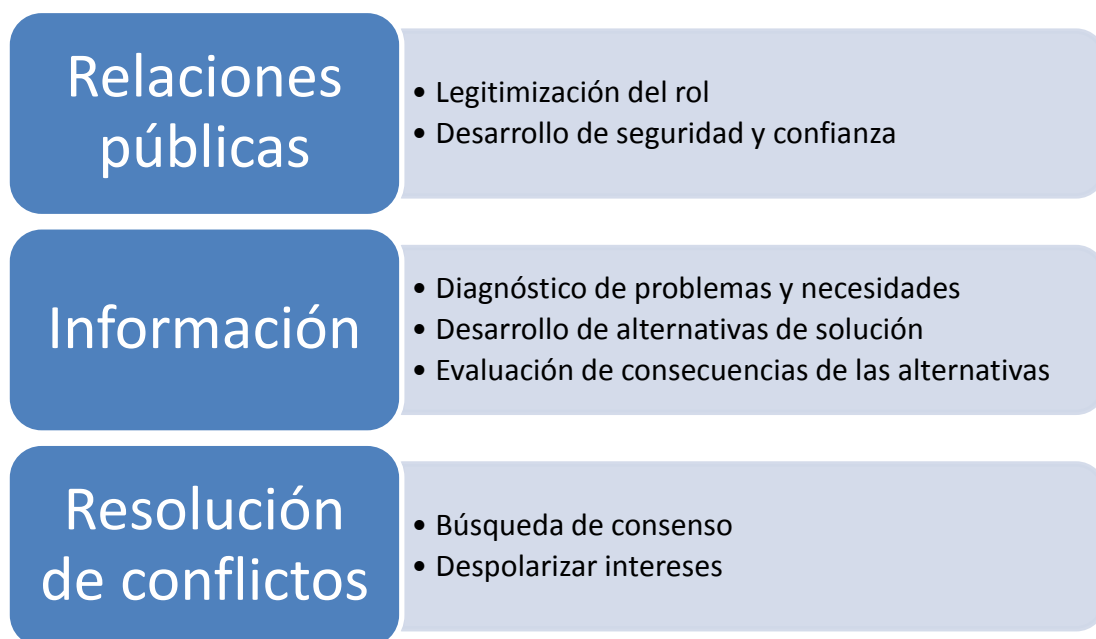 Relaciones
públicas
• Legitimización del rol
• Desarrollo de seguridad y confianza
Información
• Diagnóstico de problemas y necesidades
• Desarrollo de alternativas de solución
• Evaluación de consecuencias de las alternativas
Resolución
de conflictos
• Búsqueda de consenso
• Despolarizar intereses